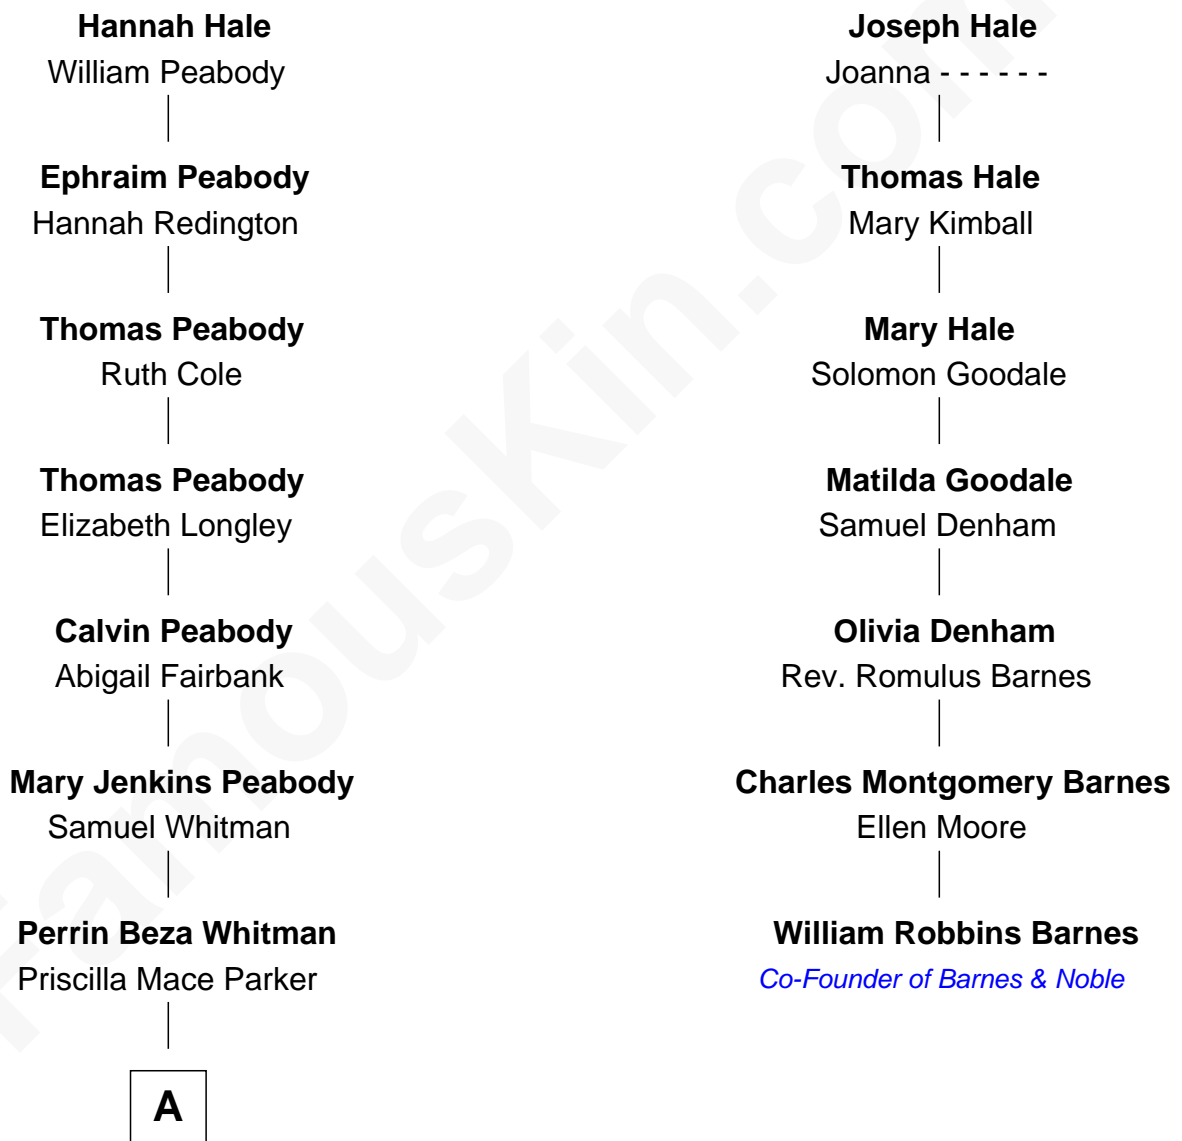 Hannah Hale
William Peabody
Ephraim Peabody
Hannah Redington
Thomas Peabody
Ruth Cole
Thomas Peabody
Elizabeth Longley
Calvin Peabody
Abigail Fairbank
Mary Jenkins Peabody
Samuel Whitman
Perrin Beza Whitman
Priscilla Mace Parker
A
Joseph Hale
Joanna - - - - - -
Thomas Hale
Mary Kimball
Mary Hale
Solomon Goodale
Matilda Goodale
Samuel Denham
Olivia Denham
Rev. Romulus Barnes
Charles Montgomery Barnes
Ellen Moore
William Robbins Barnes
Co-Founder of Barnes & Noble
FamousKin.com